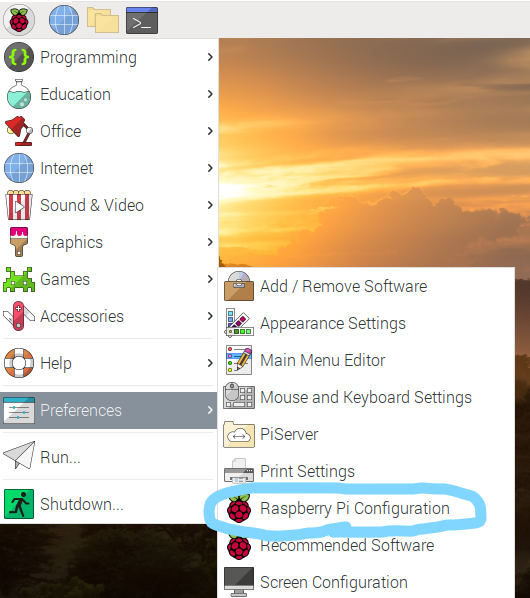 Programming
Education
Office
Internet
Sound & Video
Graphics
Games
Accessories
Help
Preferences
Run...
Shutdown...
Add / Remove Software
Appearance Settings
Main Menu Editor
Mouse and Keyboard Settings
PiServer
Print Settings
Raspberry Pi Configuration
Recommended Software
Screen Configuration